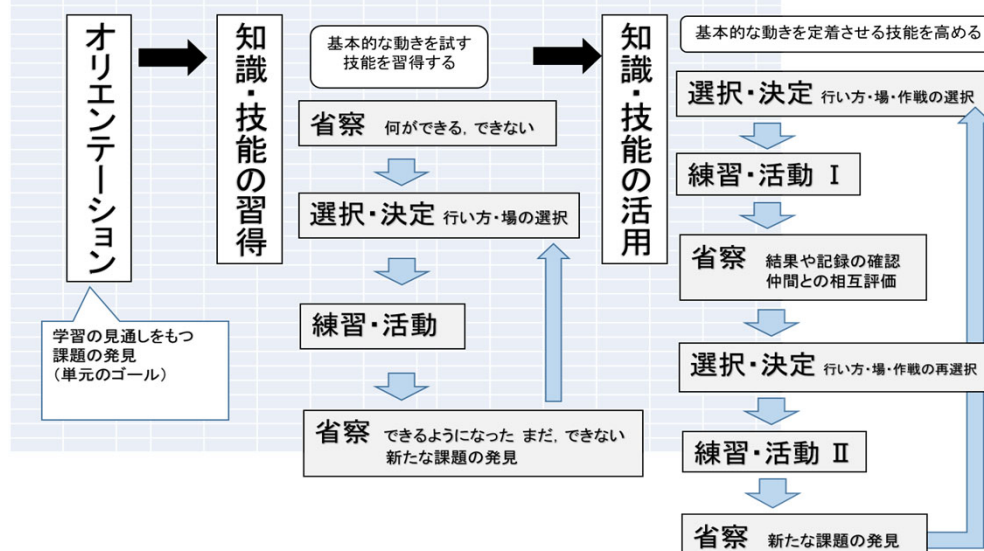 オリエンテーション
学習の見通しをもつ
課題の発見
(単元のゴール)
知識・技能の習得
基本的な動きを試す
技能を習得する
省察 何ができる,できない
選択・決定 行い方・場の選択
練習・活動
省察 できるようになった まだ,できない
新たな課題の発見
知識・技能の活用
基本的な動きを定着させる技能を高める
選択・決定 行い方・場・作戦の選択
練習・活動 Ⅰ
省察 結果や記録の確認
仲間との相互評価
選択・決定 行い方・場・作戦の再選択
練習・活動 Ⅱ
省察 新たな課題の発見